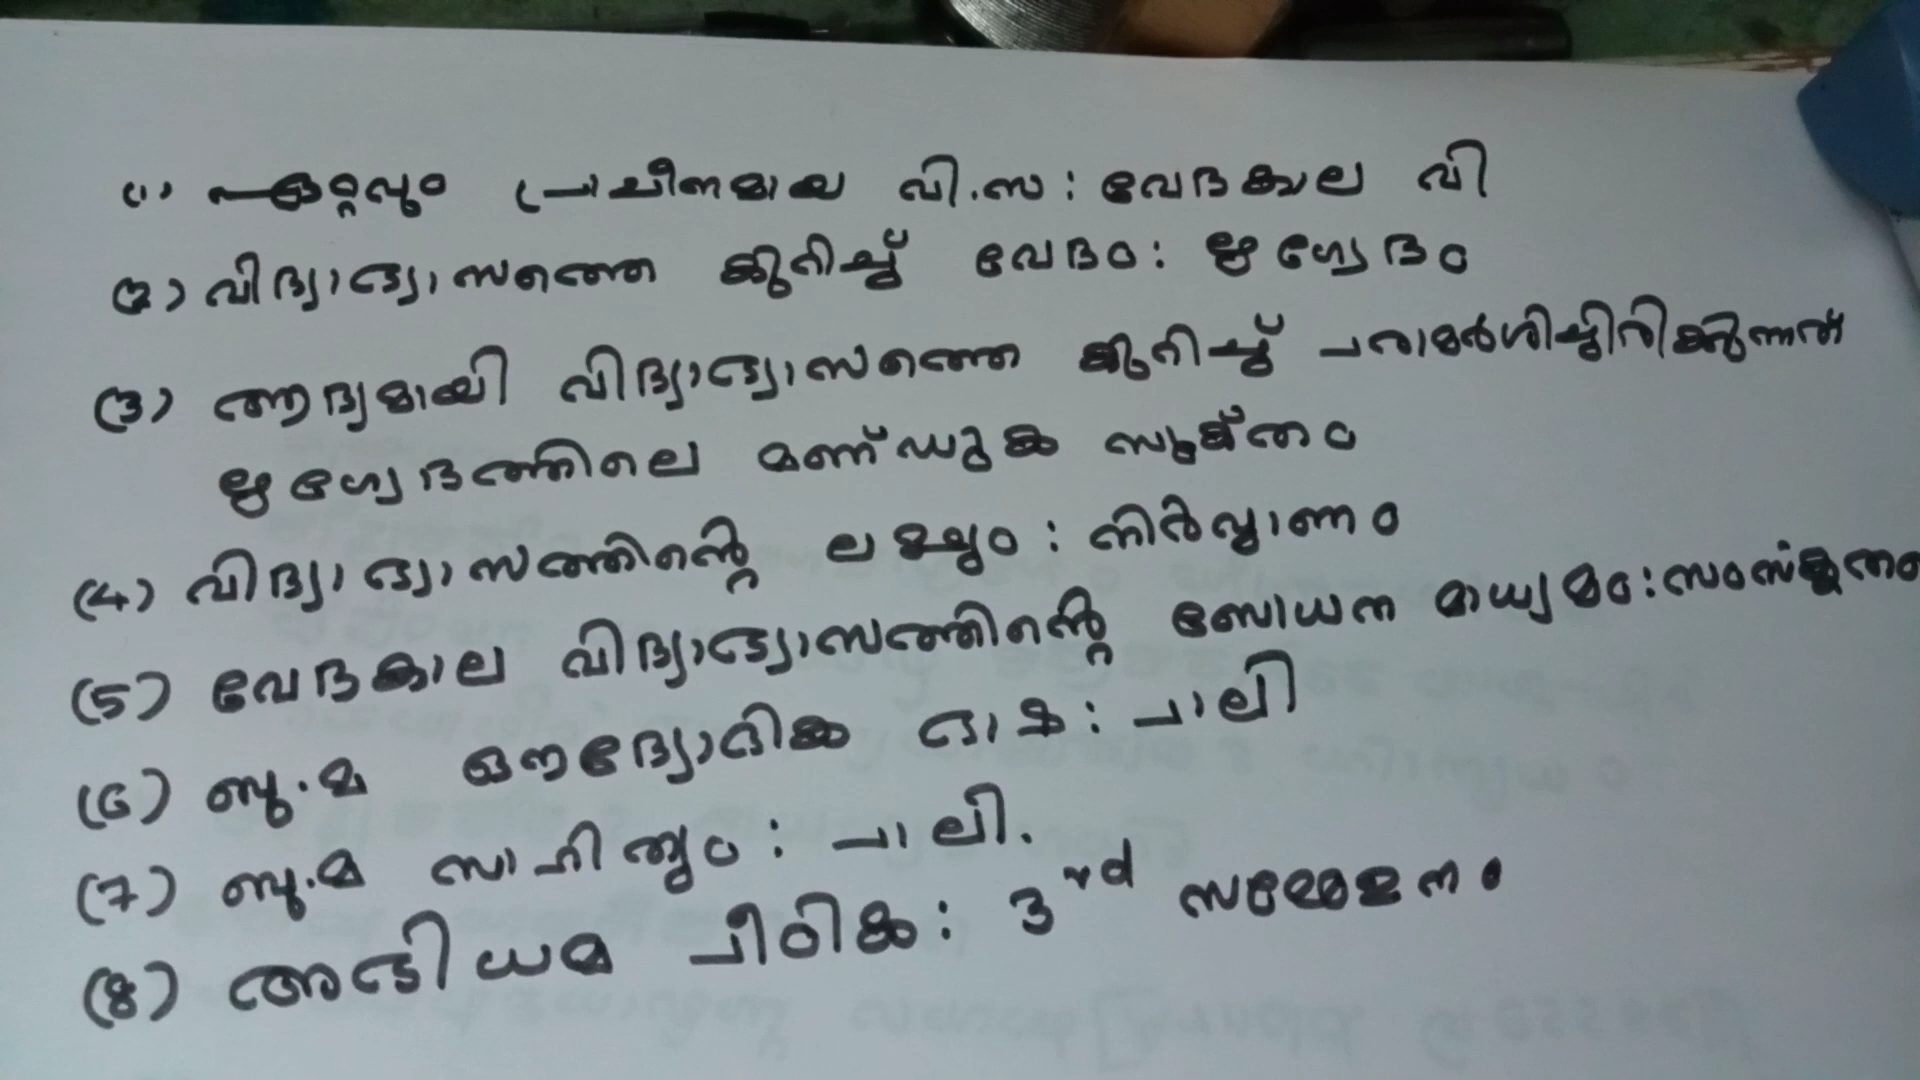 (1) ഏറ്റവും പ്രാചീനമായ വി.സ : വേദകാല വി
(2) വിദ്യാഭ്യാസത്തെ കുറിച്ച് വേദം : ഋഗ്വേദം
(3) ആദ്യമായി വിദ്യാഭ്യാസത്തെ കുറിച്ച് പരാമർശിച്ചിരിക്കുന്നത്
ഋഗ്വേദത്തിലെ മണ്ഡുക സൂക്തം
(4) വിദ്യാഭ്യാസത്തിന്റെ ലക്ഷ്യം : നിർവ്വാണം
(5) വേദകാല വിദ്യാഭ്യാസത്തിന്റെ ബോധന മാധ്യമം : സംസ്കൃതം
(6) ബു.മ ഔദ്യോഗിക ഭാഷ : പാലി
(7) ബു.മ സാഹിത്യം : പാലി.
(8) അഭിധമ പീഠിക : 3rd സമ്മേളനം